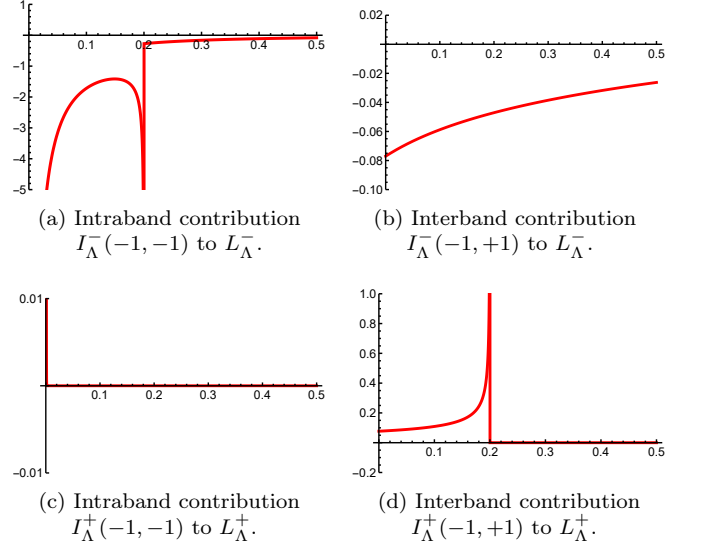 1
0.1 0.2 0.3 0.4 0.5
−1
−2
−3
−4
−5
0.02
0.1 0.2 0.3 0.4 0.5
−0.02
−0.04
−0.06
−0.08
−0.10
(a) Intraband contribution
I_Λ^−(−1, −1) to L_Λ^−.
(b) Interband contribution
I_Λ^−(−1, +1) to L_Λ^−.
0.01
0.1 0.2 0.3 0.4 0.5
−0.01
1.0
0.8
0.6
0.4
0.2
0.1 0.2 0.3 0.4 0.5
−0.2
(c) Intraband contribution
I_Λ^+(−1, −1) to L_Λ^+.
(d) Interband contribution
I_Λ^+(−1, +1) to L_Λ^+.